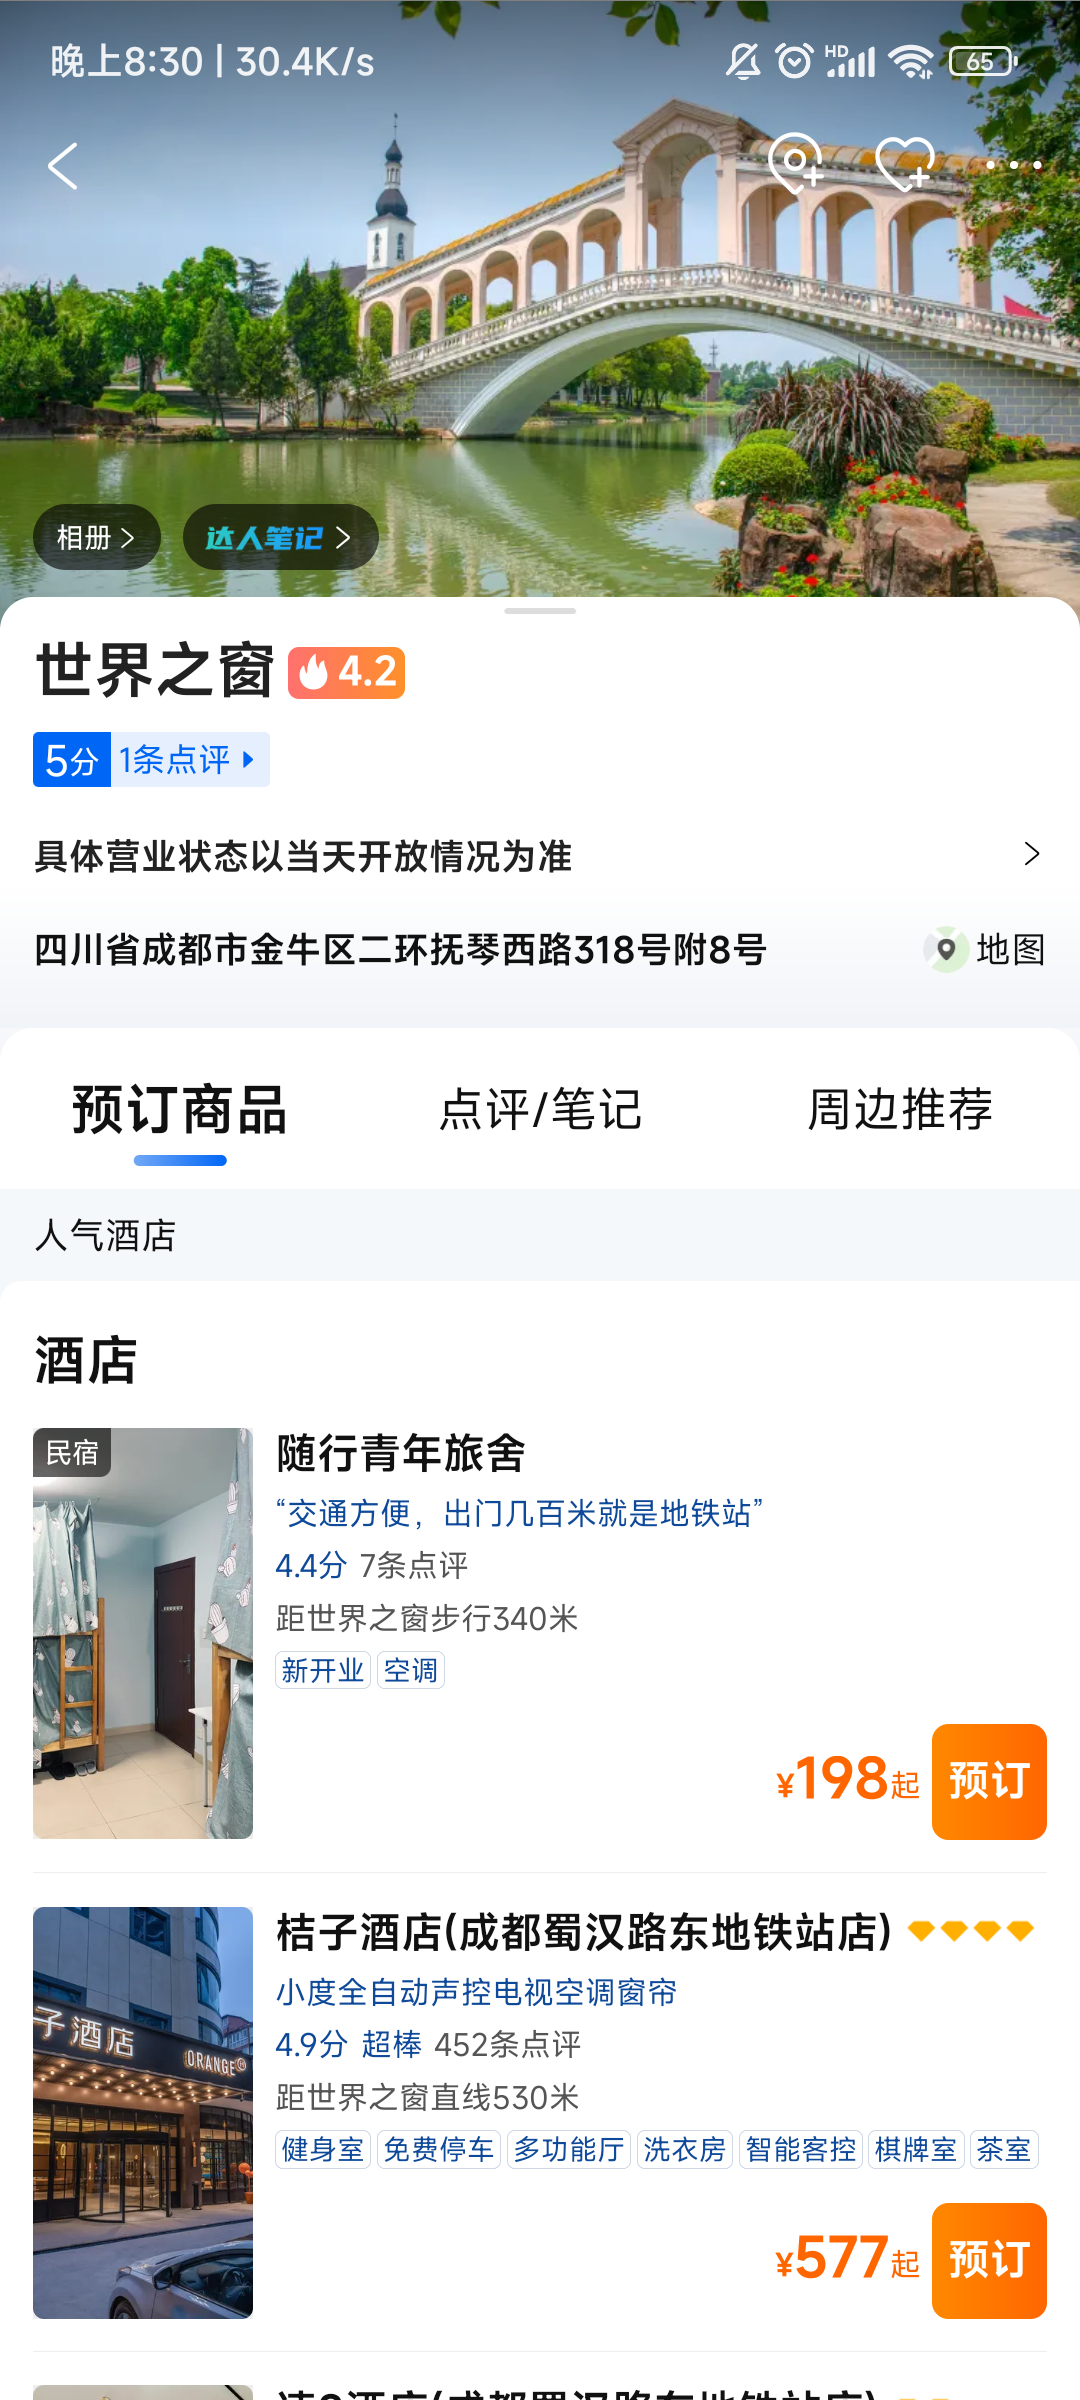 晚上8:30 | 30.4K/s
HD
65
相册
达人笔记
世界之窗
4.2
5分 1条点评
具体营业状态以当天开放情况为准
四川省成都市金牛区二环抚琴西路318号附8号 地图
预订商品 点评/笔记 周边推荐
人气酒店
酒店
民宿
随行青年旅舍
“交通方便，出门几百米就是地铁站”
4.4分 7条点评
距世界之窗步行340米
新开业 空调
¥198起 预订
子酒店
ORANGE
桔子酒店(成都蜀汉路东地铁站店)
小度全自动声控电视空调窗帘
4.9分 超棒 452条点评
距世界之窗直线530米
健身室 免费停车 多功能厅 洗衣房 智能客控 棋牌室 茶室
¥577起 预订